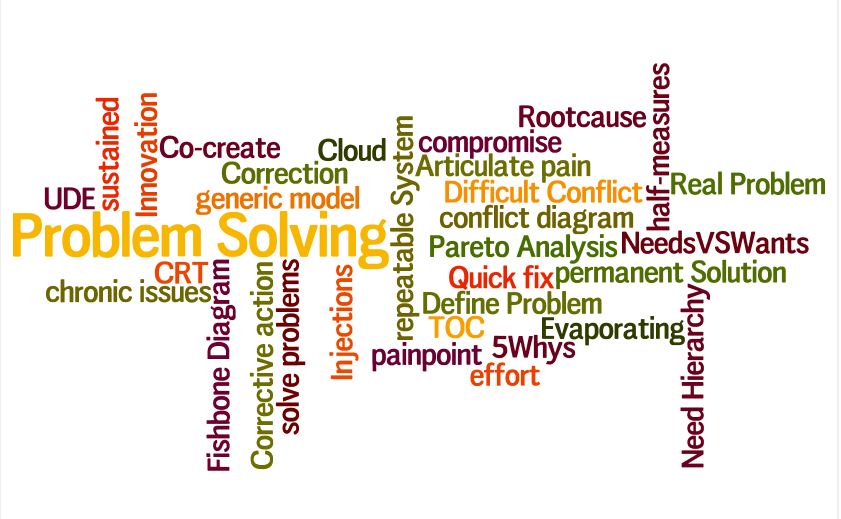 sustained
Innovation
Co-create
Cloud
Correction
UDE
generic model
Problem Solving
CRT
chronic issues
Fishbone Diagram
Corrective action
solve problems
Injections
repeatable System
Rootcause
compromise
half-measures
Articulate pain
Real Problem
Difficult Conflict
conflict diagram
Pareto Analysis
NeedsVSWants
Quick fix
permanent Solution
Define Problem
TOC
Evaporating
painpoint
5Whys
effort
Need Hierarchy